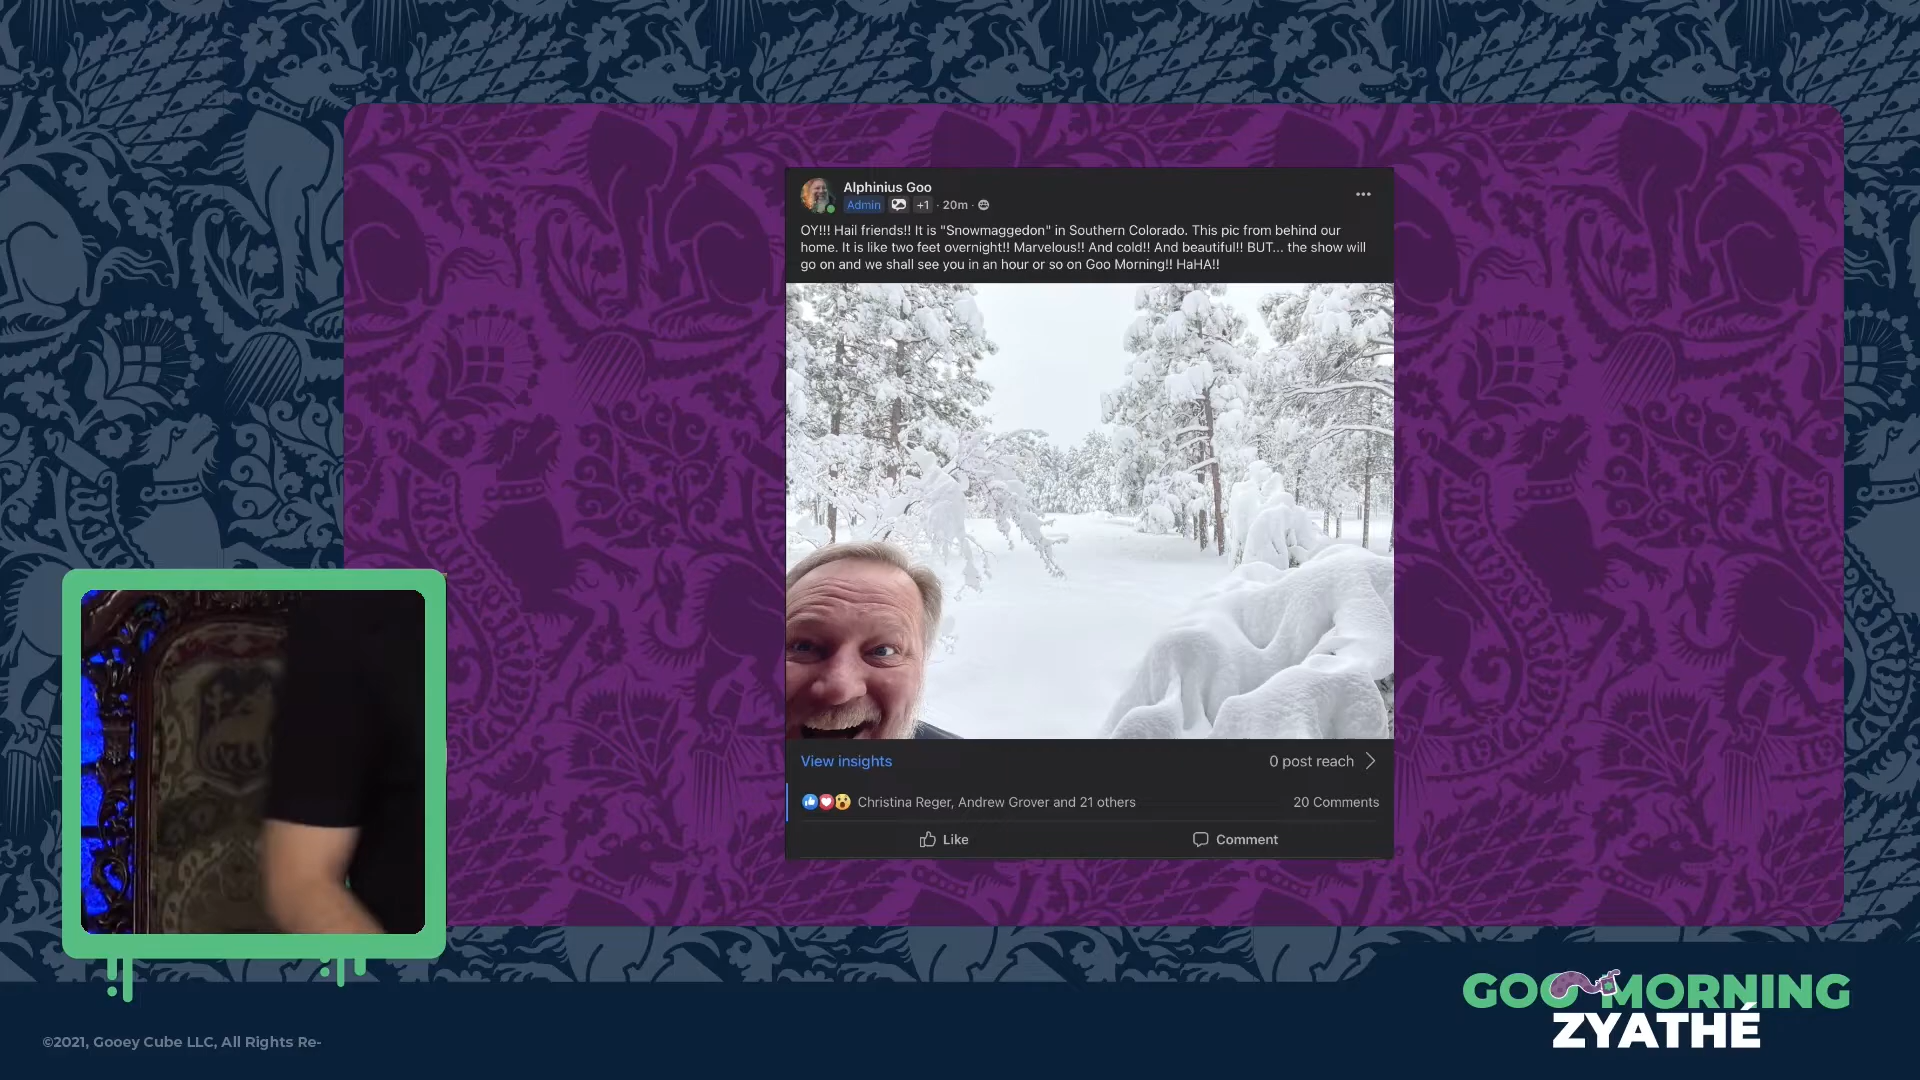 Alphinius Goo
Admin +1 · 20m ·
OY!!! Hail friends!! It is "Snowmaggedon" in Southern Colorado. This pic from behind our
home. It is like two feet overnight!! Marvelous!! And cold!! And beautiful!! BUT... the show will
go on and we shall see you in an hour or so on Goo Morning!! HaHA!!
View insights
0 post reach
Christina Reger, Andrew Grover and 21 others
20 Comments
Like
Comment
GOO MORNING
ZYATHÉ
©2021, Gooey Cube LLC, All Rights Re-